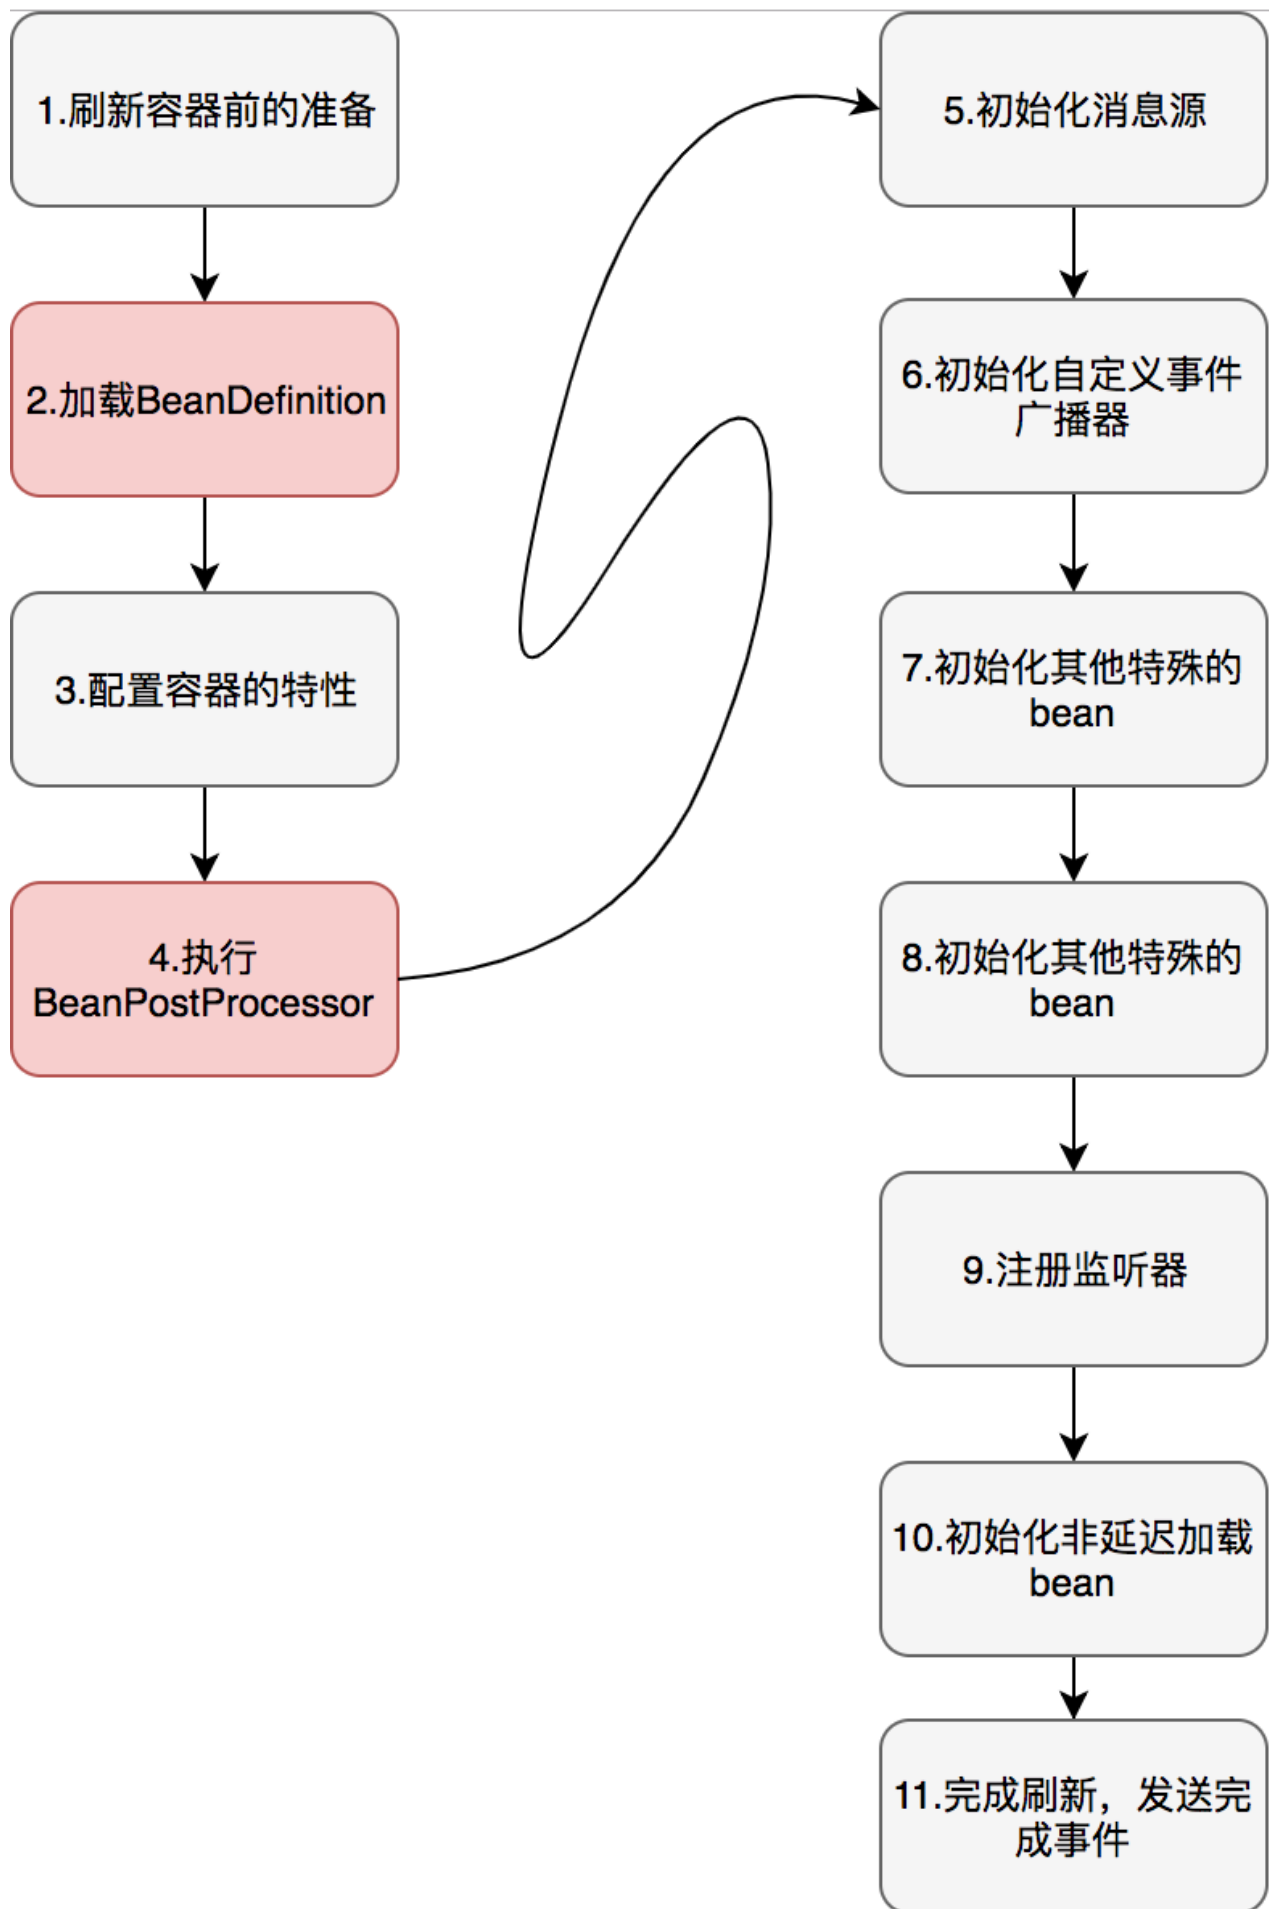 1.刷新容器前的准备
2.加载BeanDefinition
3.配置容器的特性
4.执行
BeanPostProcessor
5.初始化消息源
6.初始化自定义事件
广播器
7.初始化其他特殊的
bean
8.初始化其他特殊的
bean
9.注册监听器
10.初始化非延迟加载
bean
11.完成刷新，发送完
成事件